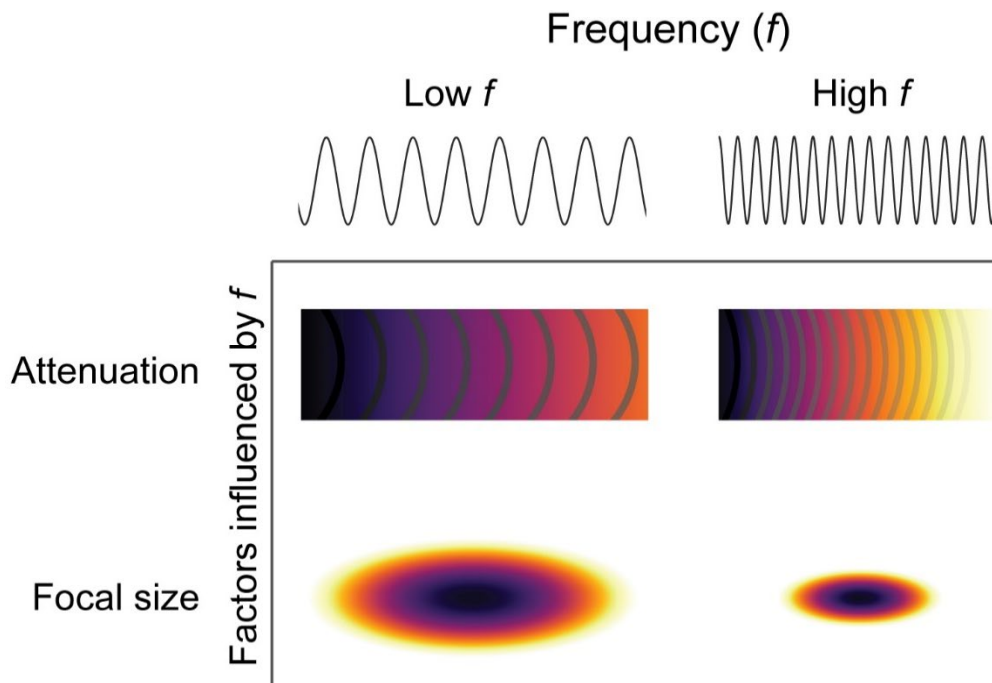 Frequency (f)
Low f
High f
Factors influenced by f
Attenuation
Focal size